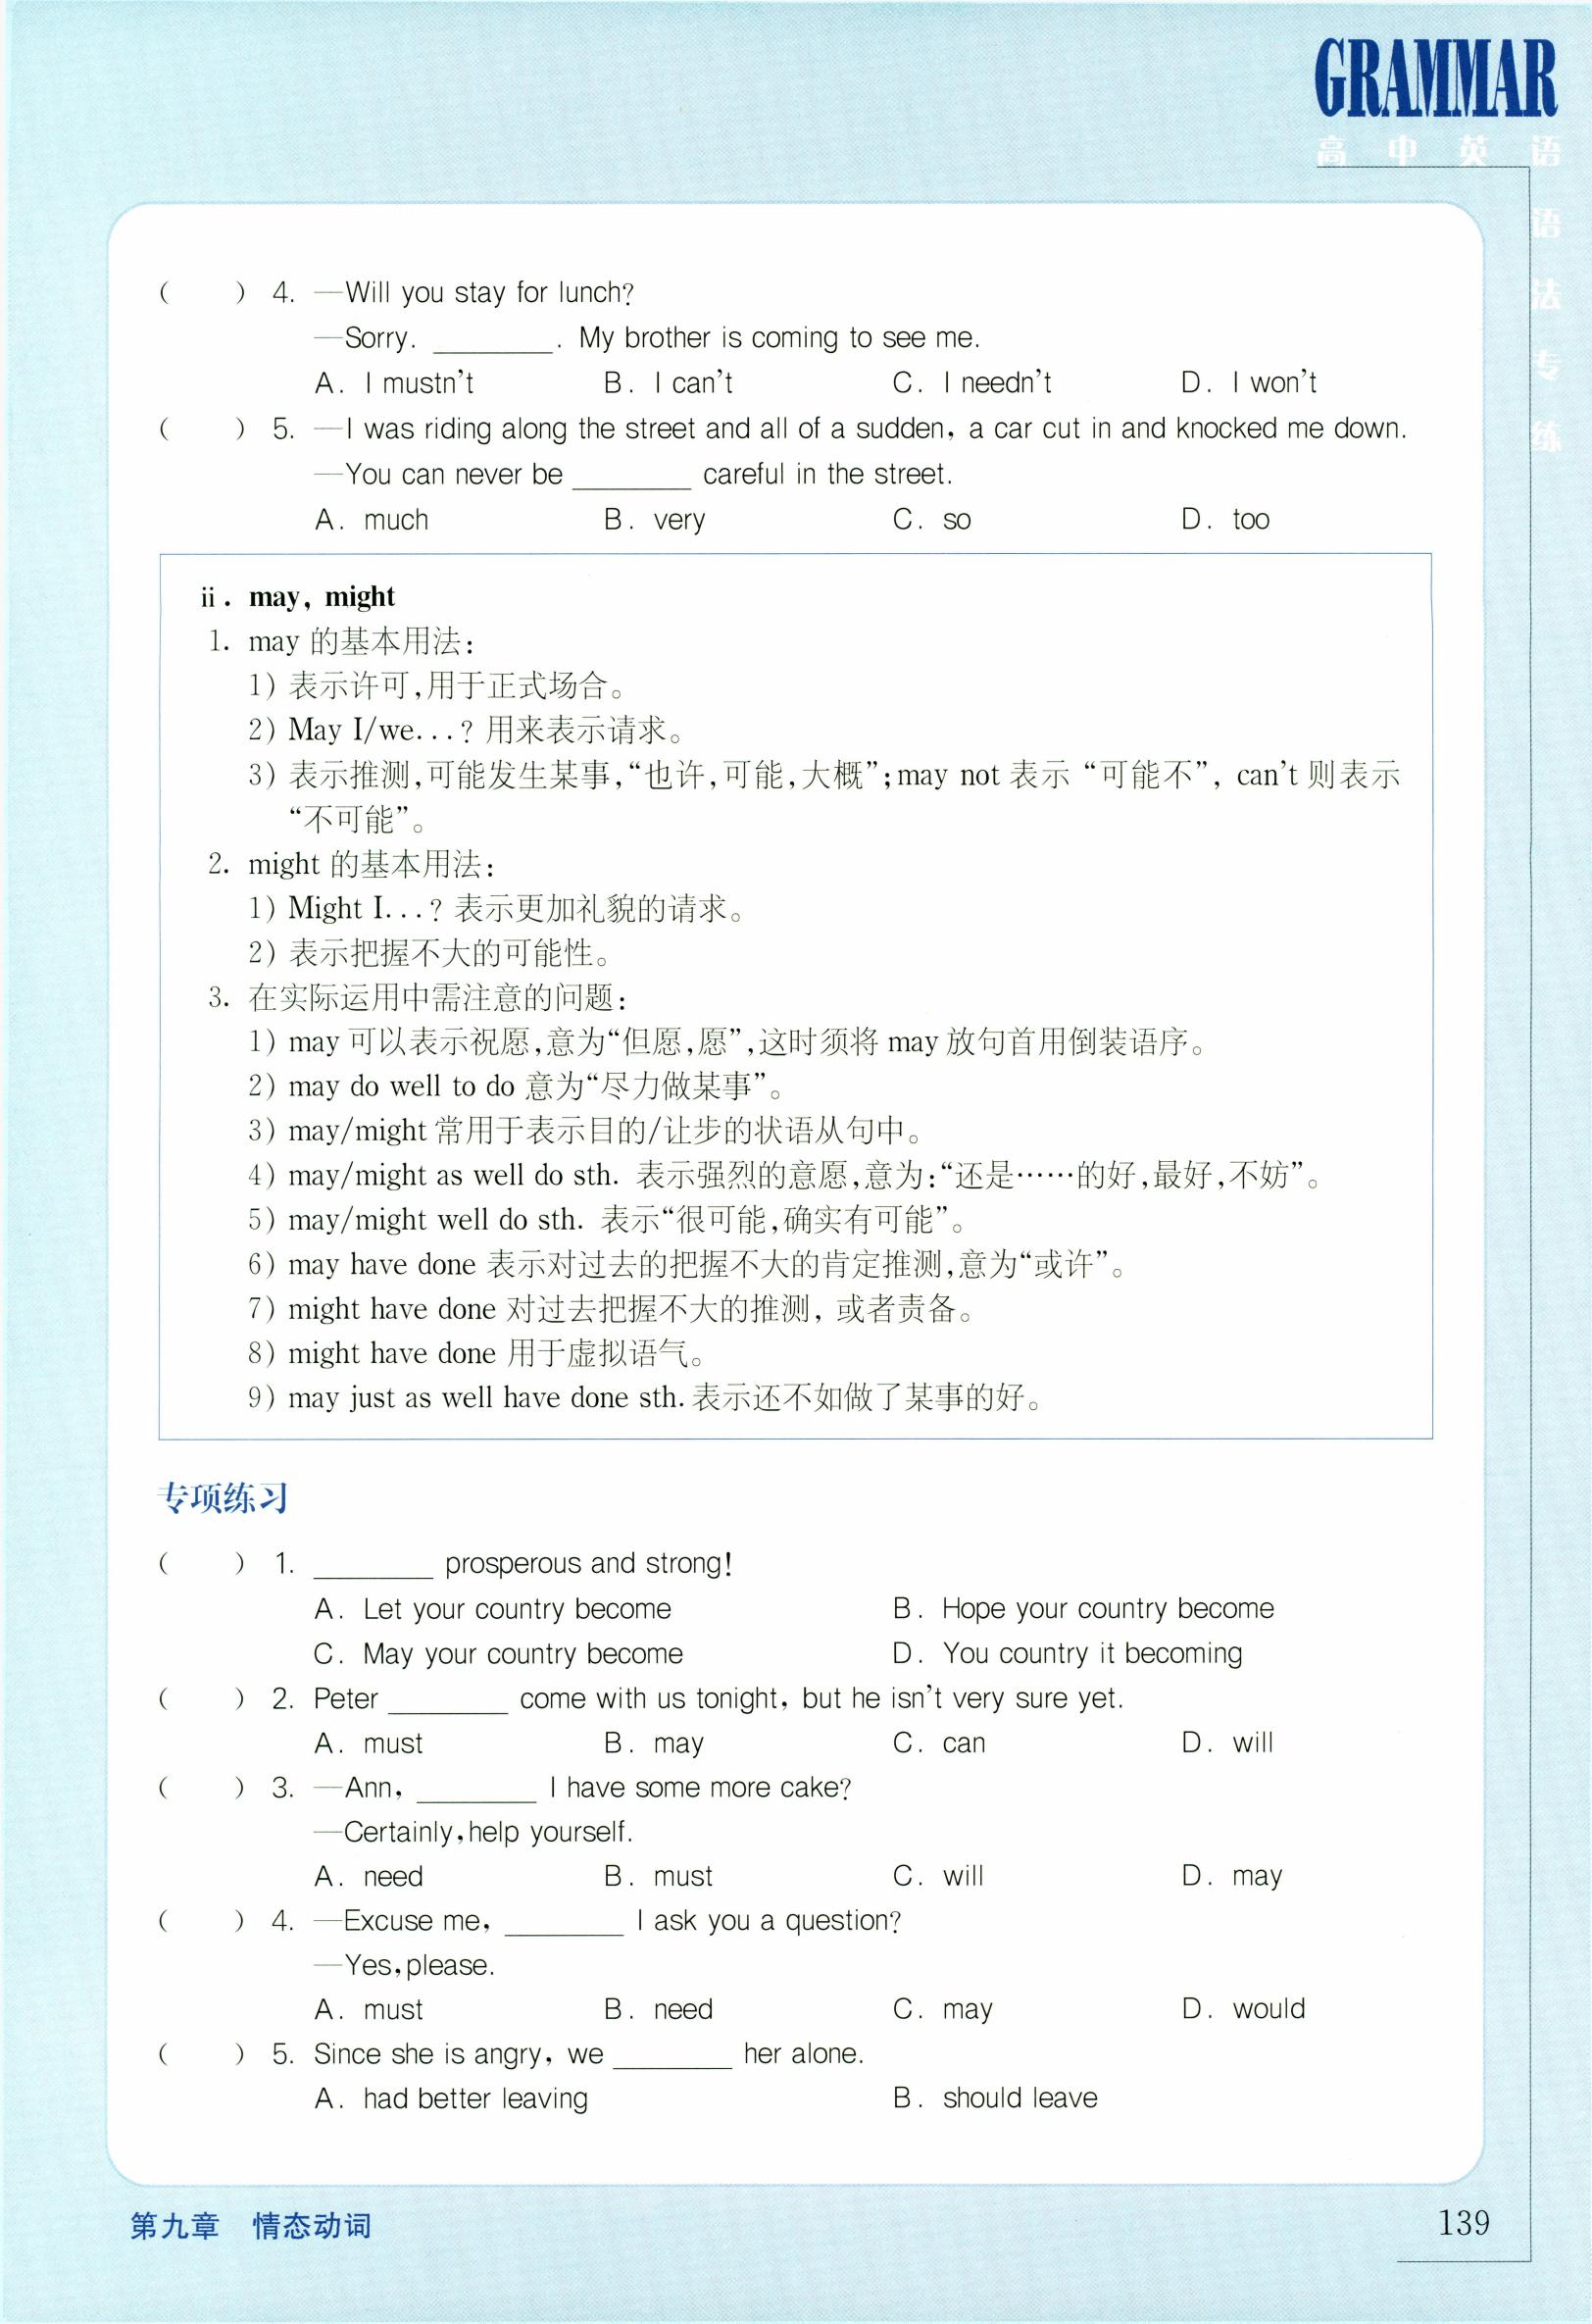 GRAMMAR
高中英语
语法专练
(    ) 4. —Will you stay for lunch?
—Sorry. ________. My brother is coming to see me.
A. I mustn't    B. I can't    C. I needn't    D. I won't
(    ) 5. —I was riding along the street and all of a sudden, a car cut in and knocked me down.
—You can never be ________ careful in the street.
A. much    B. very    C. so    D. too
ii. may, might
1. may 的基本用法:
1) 表示许可,用于正式场合。
2) May I/we...? 用来表示请求。
3) 表示推测,可能发生某事,“也许,可能,大概”;may not 表示 “可能不”, can't 则表示
“不可能”。
2. might 的基本用法:
1) Might I...? 表示更加礼貌的请求。
2) 表示把握不大的可能性。
3. 在实际运用中需注意的问题:
1) may 可以表示祝愿,意为“但愿,愿”,这时须将 may 放句首用倒装语序。
2) may do well to do 意为“尽力做某事”。
3) may/might 常用于表示目的/让步的状语从句中。
4) may/might as well do sth. 表示强烈的意愿,意为:“还是……的好,最好,不妨”。
5) may/might well do sth. 表示“很可能,确实有可能”。
6) may have done 表示对过去的把握不大的肯定推测,意为“或许”。
7) might have done 对过去把握不大的推测, 或者责备。
8) might have done 用于虚拟语气。
9) may just as well have done sth. 表示还不如做了某事的好。
专项练习
(    ) 1. ________ prosperous and strong!
A. Let your country become    B. Hope your country become
C. May your country become    D. You country it becoming
(    ) 2. Peter ________ come with us tonight, but he isn't very sure yet.
A. must    B. may    C. can    D. will
(    ) 3. —Ann, ________ I have some more cake?
—Certainly, help yourself.
A. need    B. must    C. will    D. may
(    ) 4. —Excuse me, ________ I ask you a question?
—Yes, please.
A. must    B. need    C. may    D. would
(    ) 5. Since she is angry, we ________ her alone.
A. had better leaving    B. should leave
第九章 情态动词    139